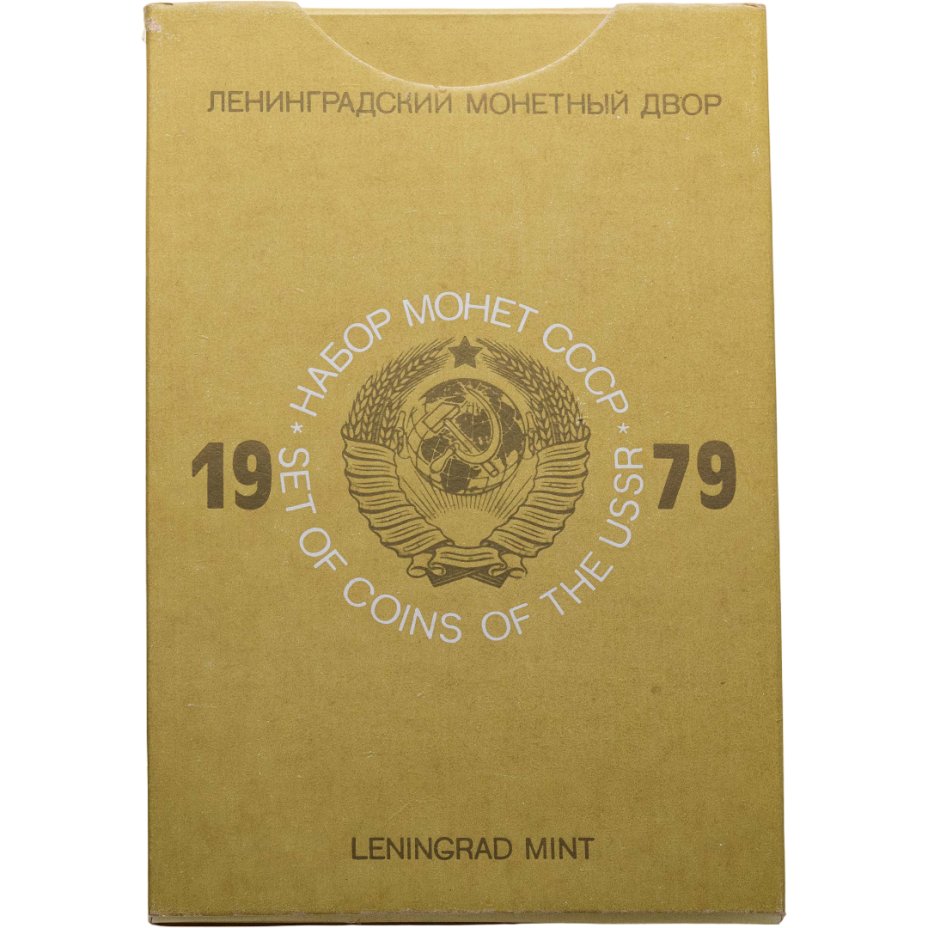 ЛЕНИНГРАДСКИЙ МОНЕТНЫЙ ДВОР
* НАБОР МОНЕТ СССР *
19 79
SET OF COINS OF THE USSR
LENINGRAD MINT